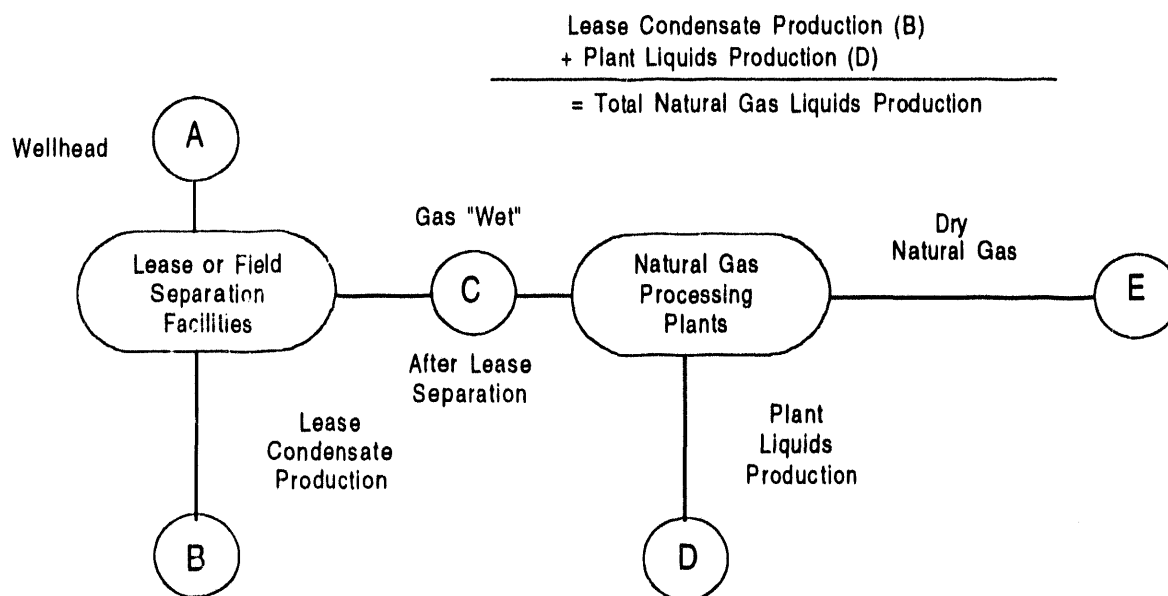 Lease Condensate Production (B)
+ Plant Liquids Production (D)
= Total Natural Gas Liquids Production
A
Wellhead
Gas "Wet"
Dry
Natural Gas
Lease or Field
Separation
Facilities
C
Natural Gas
Processing
Plants
E
After Lease
Separation
Lease
Condensate
Production
Plant
Liquids
Production
B
D